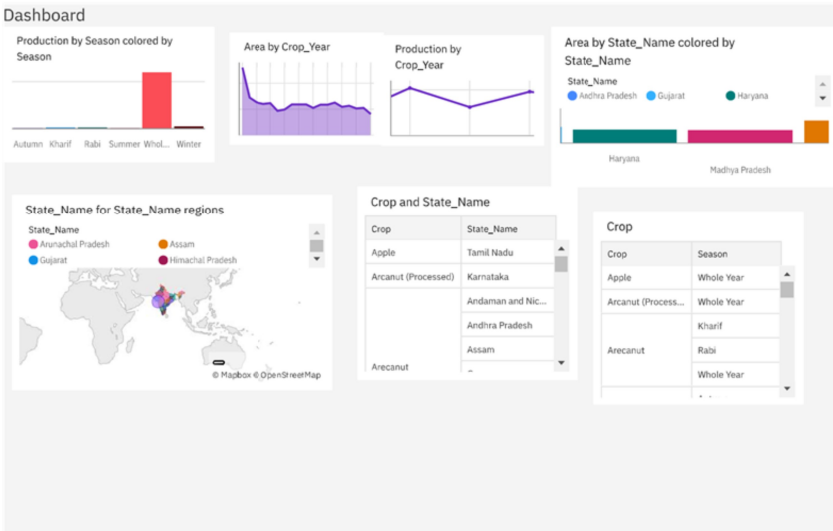 Dashboard
Production by Season colored by
Season
Autumn Kharif Rabi Summer Whol... Winter
Area by Crop_Year
Production by
Crop_Year
Area by State_Name colored by
State_Name
State_Name
Andhra Pradesh Gujarat Haryana
Haryana
Madhya Pradesh
State_Name for State_Name regions
State_Name
Arunachal Pradesh Assam
Gujarat Himachal Pradesh
© Mapbox © OpenStreetMap
Crop and State_Name
Crop State_Name
Apple Tamil Nadu
Arcanut (Processed) Karnataka
Andaman and Nic...
Andhra Pradesh
Assam
Arecanut
Crop
Crop Season
Apple Whole Year
Arcanut (Process... Whole Year
Kharif
Arecanut Rabi
Whole Year